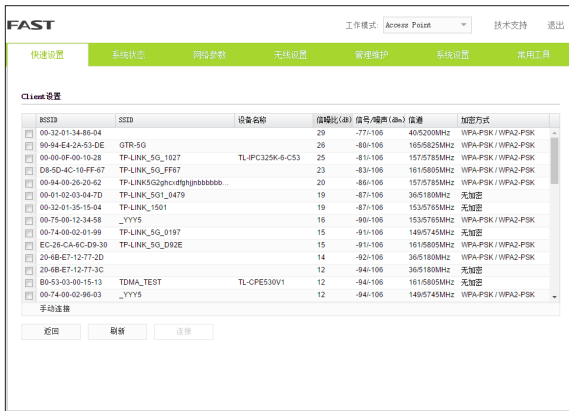 FAST 工作模式: Access Point 技术支持 退出
快速设置 系统状态 网络参数 无线设置 管理维护 系统设置 常用工具
Client设置
BSSID SSID 设备名称 信噪比(dB) 信号/噪声(dBm) 信道 加密方式
00-32-01-34-86-04 29 -77/-106 40/5200MHz WPA-PSK / WPA2-PSK
90-94-E4-2A-53-DE GTR-5G 26 -80/-106 165/5825MHz WPA-PSK / WPA2-PSK
00-00-0F-00-10-28 TP-LINK_5G_1027 TL-IPC325K-6-C53 25 -81/-106 157/5785MHz WPA-PSK / WPA2-PSK
D8-5D-4C-10-FF-67 TP-LINK_5G_FF67 23 -83/-106 161/5805MHz WPA-PSK / WPA2-PSK
00-94-00-26-20-62 TP-LINK5G2ghcxdfghjjnbbbbbb... 20 -86/-106 157/5785MHz WPA-PSK / WPA2-PSK
00-01-02-03-04-7D TP-LINK_5G1_0479 19 -87/-106 36/5180MHz 无加密
00-32-01-35-15-04 TP-LINK_1501 19 -87/-106 153/5765MHz 无加密
00-75-00-12-34-58 _YYY5 16 -90/-106 153/5765MHz WPA-PSK / WPA2-PSK
00-74-00-02-01-99 TP-LINK_5G_0197 15 -91/-106 149/5745MHz 无加密
EC-26-CA-6C-D9-30 TP-LINK_5G_D92E 15 -91/-106 161/5805MHz WPA-PSK / WPA2-PSK
20-6B-E7-12-77-2D 14 -92/-106 36/5180MHz 无加密
20-6B-E7-12-77-3C 12 -94/-106 36/5180MHz 无加密
B0-53-03-00-15-13 TDMA_TEST TL-CPE530V1 12 -94/-106 161/5805MHz 无加密
00-74-00-02-96-03 _YYY5 12 -94/-106 149/5745MHz WPA-PSK / WPA2-PSK
手动连接
返回 刷新 连接